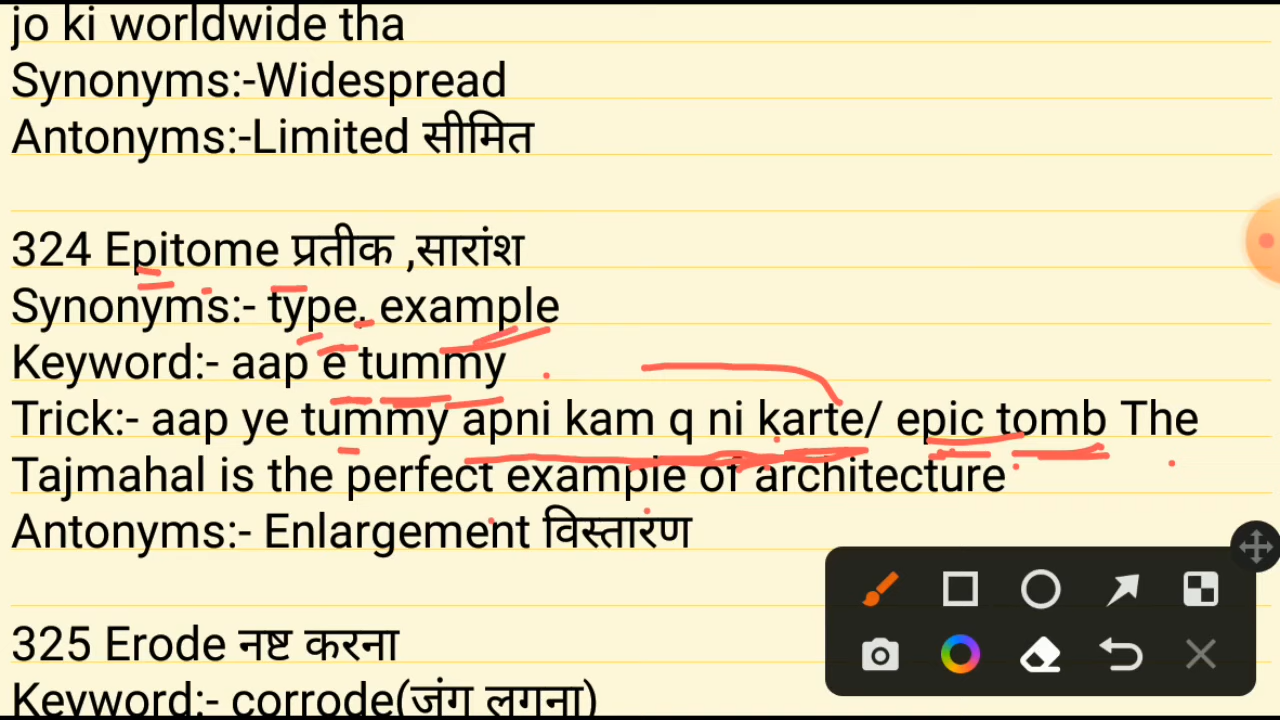 jo ki worldwide tha
Synonyms:-Widespread
Antonyms:-Limited सीमित
324 Epitome प्रतीक ,सारांश
Synonyms:- type. example
Keyword:- aap e tummy
Trick:- aap ye tummy apni kam q ni karte/ epic tomb The
Tajmahal is the perfect example of architecture
Antonyms:- Enlargement विस्तारण
325 Erode नष्ट करना
Keyword:- corrode(जंग लगना)